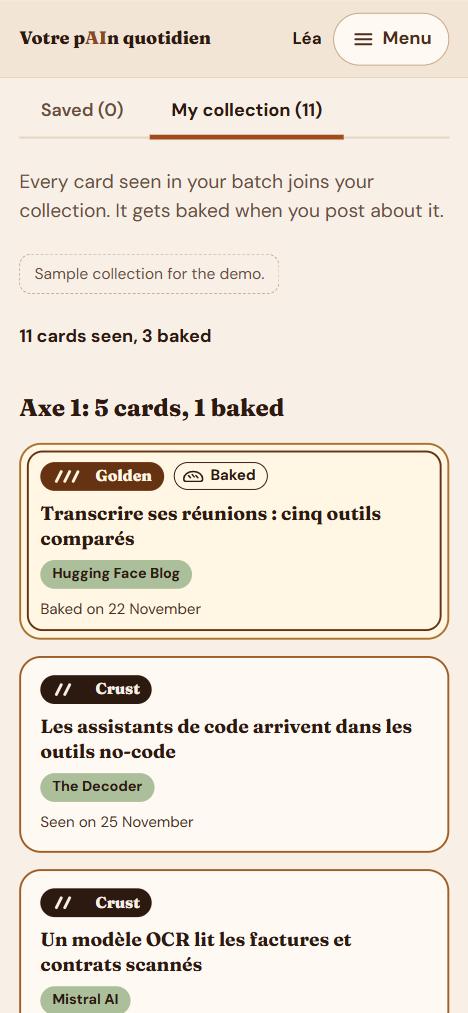 Votre pAIn quotidien
Léa
Menu
Saved (0)
My collection (11)
Every card seen in your batch joins your
collection. It gets baked when you post about it.
Sample collection for the demo.
11 cards seen, 3 baked
Axe 1: 5 cards, 1 baked
Golden
Baked
Transcrire ses réunions : cinq outils
comparés
Hugging Face Blog
Baked on 22 November
Crust
Les assistants de code arrivent dans les
outils no-code
The Decoder
Seen on 25 November
Crust
Un modèle OCR lit les factures et
contrats scannés
Mistral AI